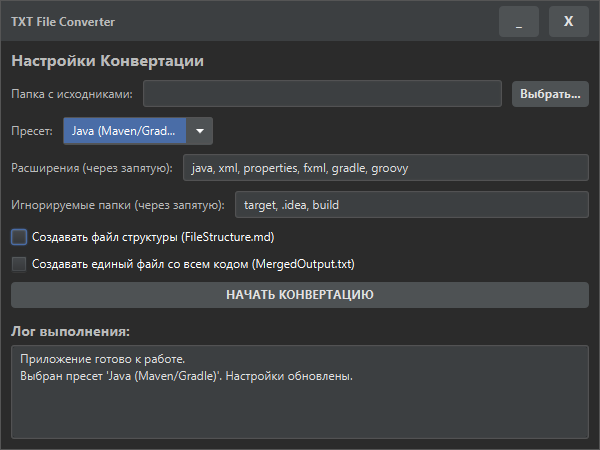 TXT File Converter
_ X
Настройки Конвертации
Папка с исходниками: Выбрать...
Пресет: Java (Maven/Grad...
Расширения (через запятую): java, xml, properties, fxml, gradle, groovy
Игнорируемые папки (через запятую): target, .idea, build
Создавать файл структуры (FileStructure.md)
Создавать единый файл со всем кодом (MergedOutput.txt)
НАЧАТЬ КОНВЕРТАЦИЮ
Лог выполнения:
Приложение готово к работе.
Выбран пресет 'Java (Maven/Gradle)'. Настройки обновлены.